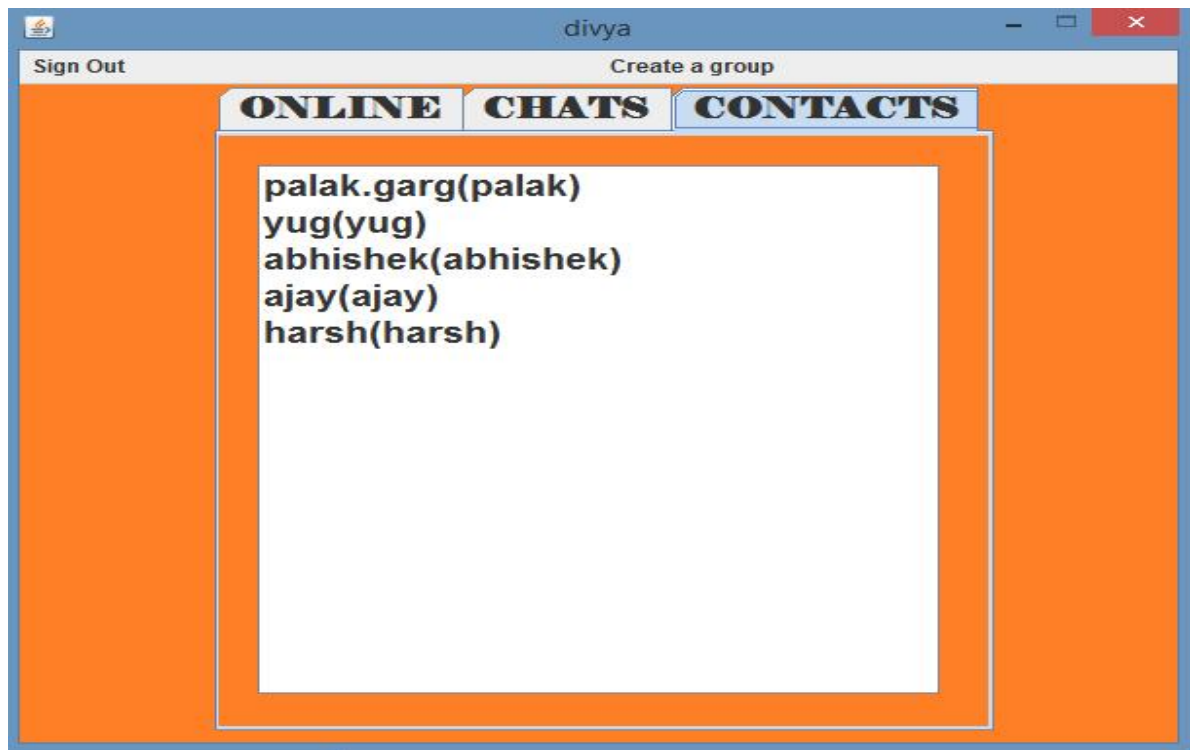 divya
Sign Out Create a group
ONLINE CHATS CONTACTS
palak.garg(palak)
yug(yug)
abhishek(abhishek)
ajay(ajay)
harsh(harsh)